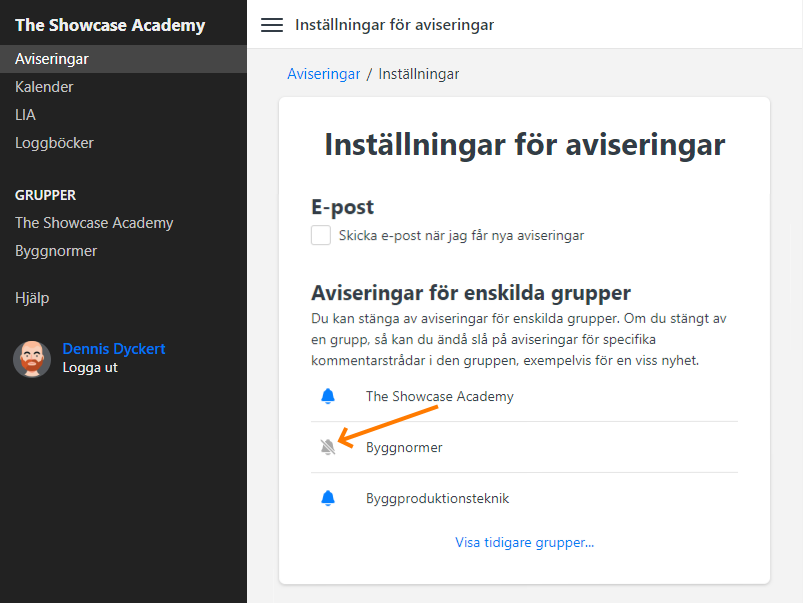 The Showcase Academy
Aviseringar
Kalender
LIA
Loggböcker
GRUPPER
The Showcase Academy
Byggnormer
Hjälp
Dennis Dyckert
Logga ut
Inställningar för aviseringar
Aviseringar / Inställningar
Inställningar för aviseringar
E-post
Skicka e-post när jag får nya aviseringar
Aviseringar för enskilda grupper
Du kan stänga av aviseringar för enskilda grupper. Om du stängt av
en grupp, så kan du ändå slå på aviseringar för specifika
kommentarstrådar i den gruppen, exempelvis för en viss nyhet.
The Showcase Academy
Byggnormer
Byggproduktionsteknik
Visa tidigare grupper...